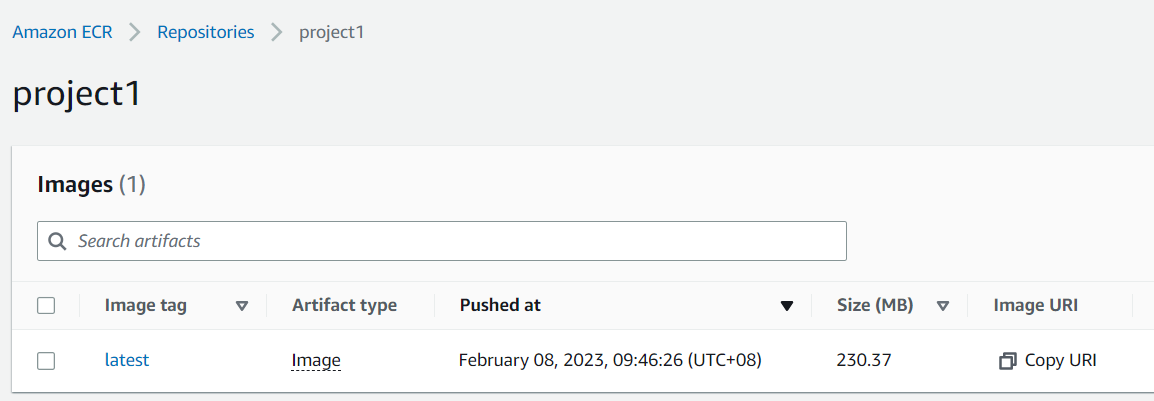 Amazon ECR > Repositories > project1
project1
Images (1)
Search artifacts
Image tag Artifact type Pushed at Size (MB) Image URI
latest Image February 08, 2023, 09:46:26 (UTC+08) 230.37 Copy URI